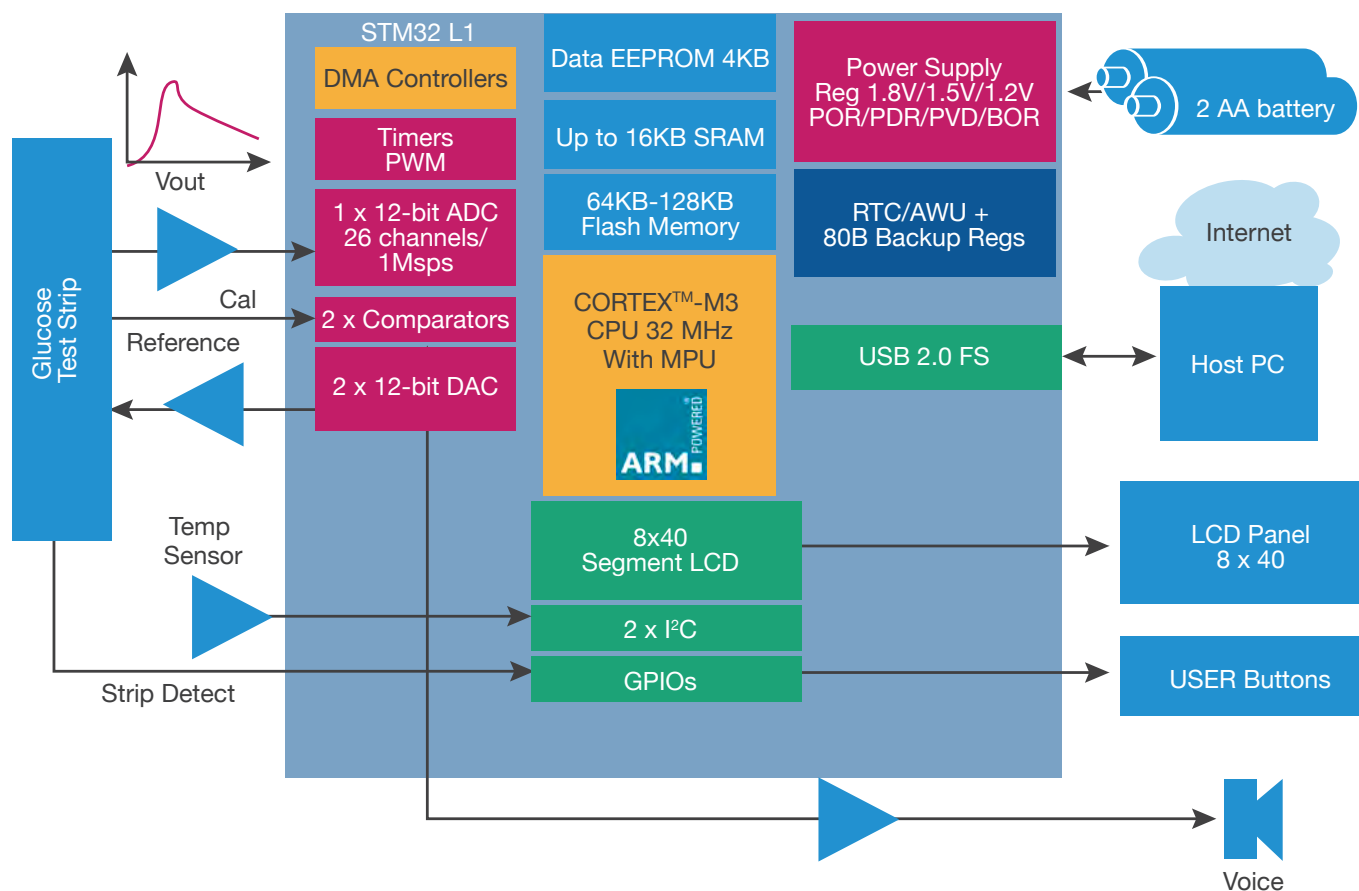 STM32 L1
DMA Controllers
Timers
PWM
1 x 12-bit ADC
26 channels/
1Msps
2 x Comparators
2 x 12-bit DAC
Data EEPROM 4KB
Up to 16KB SRAM
64KB-128KB
Flash Memory
CORTEX™-M3
CPU 32 MHz
With MPU
ARM®
POWERED
8x40
Segment LCD
2 x I²C
GPIOs
Power Supply
Reg 1.8V/1.5V/1.2V
POR/PDR/PVD/BOR
RTC/AWU +
80B Backup Regs
USB 2.0 FS
2 AA battery
Internet
Host PC
LCD Panel
8 x 40
USER Buttons
Voice
Vout
Glucose
Test Strip
Cal
Reference
Temp
Sensor
Strip Detect